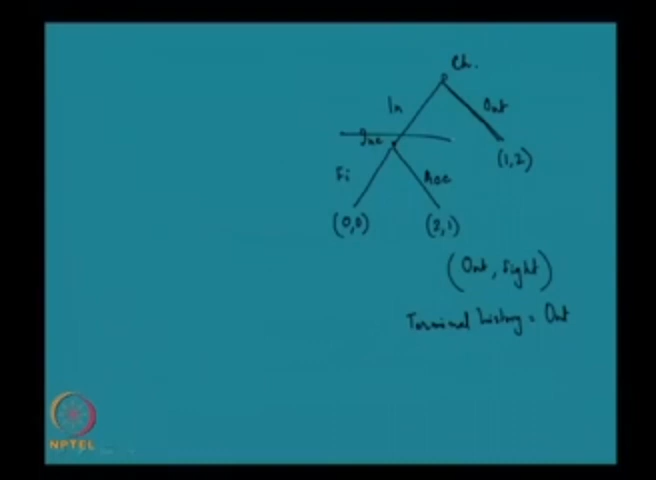 Ch.
In
Out
Inc
(1,2)
Fi
Acc
(0,0)
(2,1)
(Out, Fight)
Terminal history = Out
NPTEL